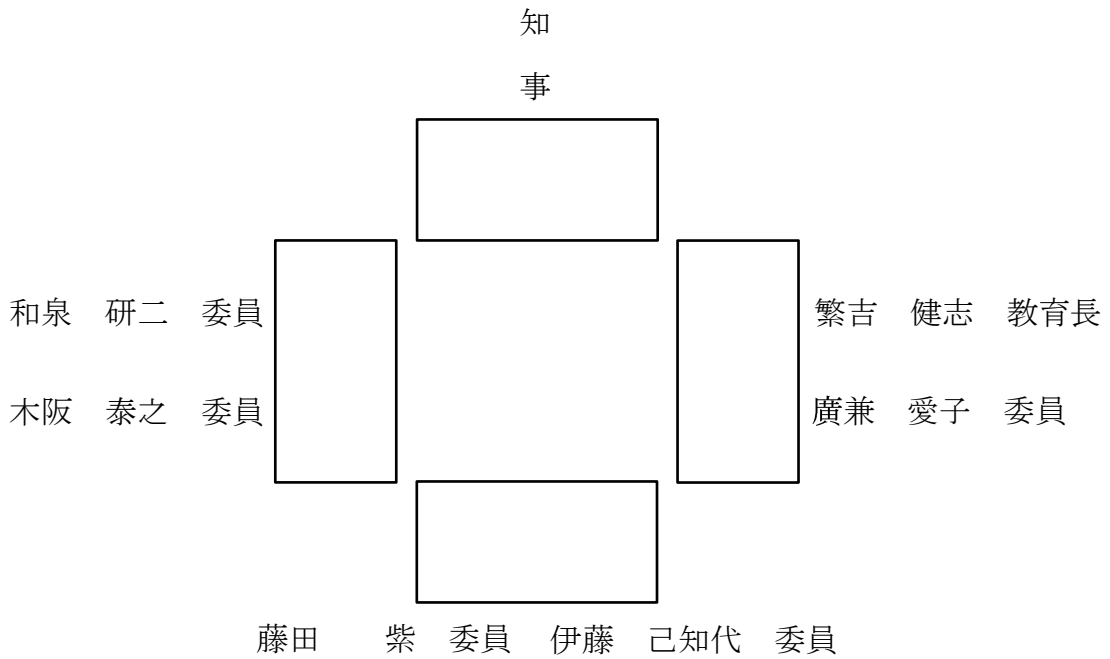 知
事
和泉　研二　委員
繁吉　健志　教育長
木阪　泰之　委員
廣兼　愛子　委員
藤田　　紫　委員　伊藤　己知代　委員